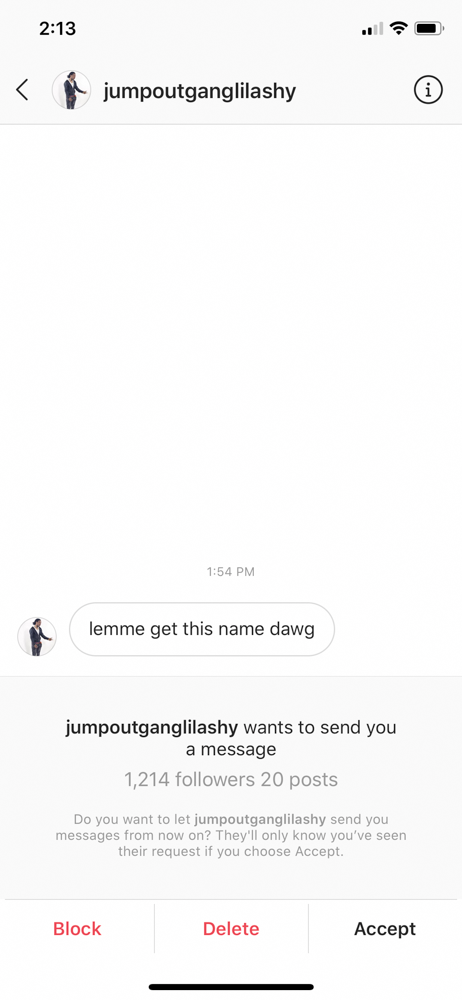 2:13
jumpoutganglilashy
1:54 PM
lemme get this name dawg
jumpoutganglilashy wants to send you
a message
1,214 followers 20 posts
Do you want to let jumpoutganglilashy send you
messages from now on? They'll only know you’ve seen
their request if you choose Accept.
Block Delete Accept